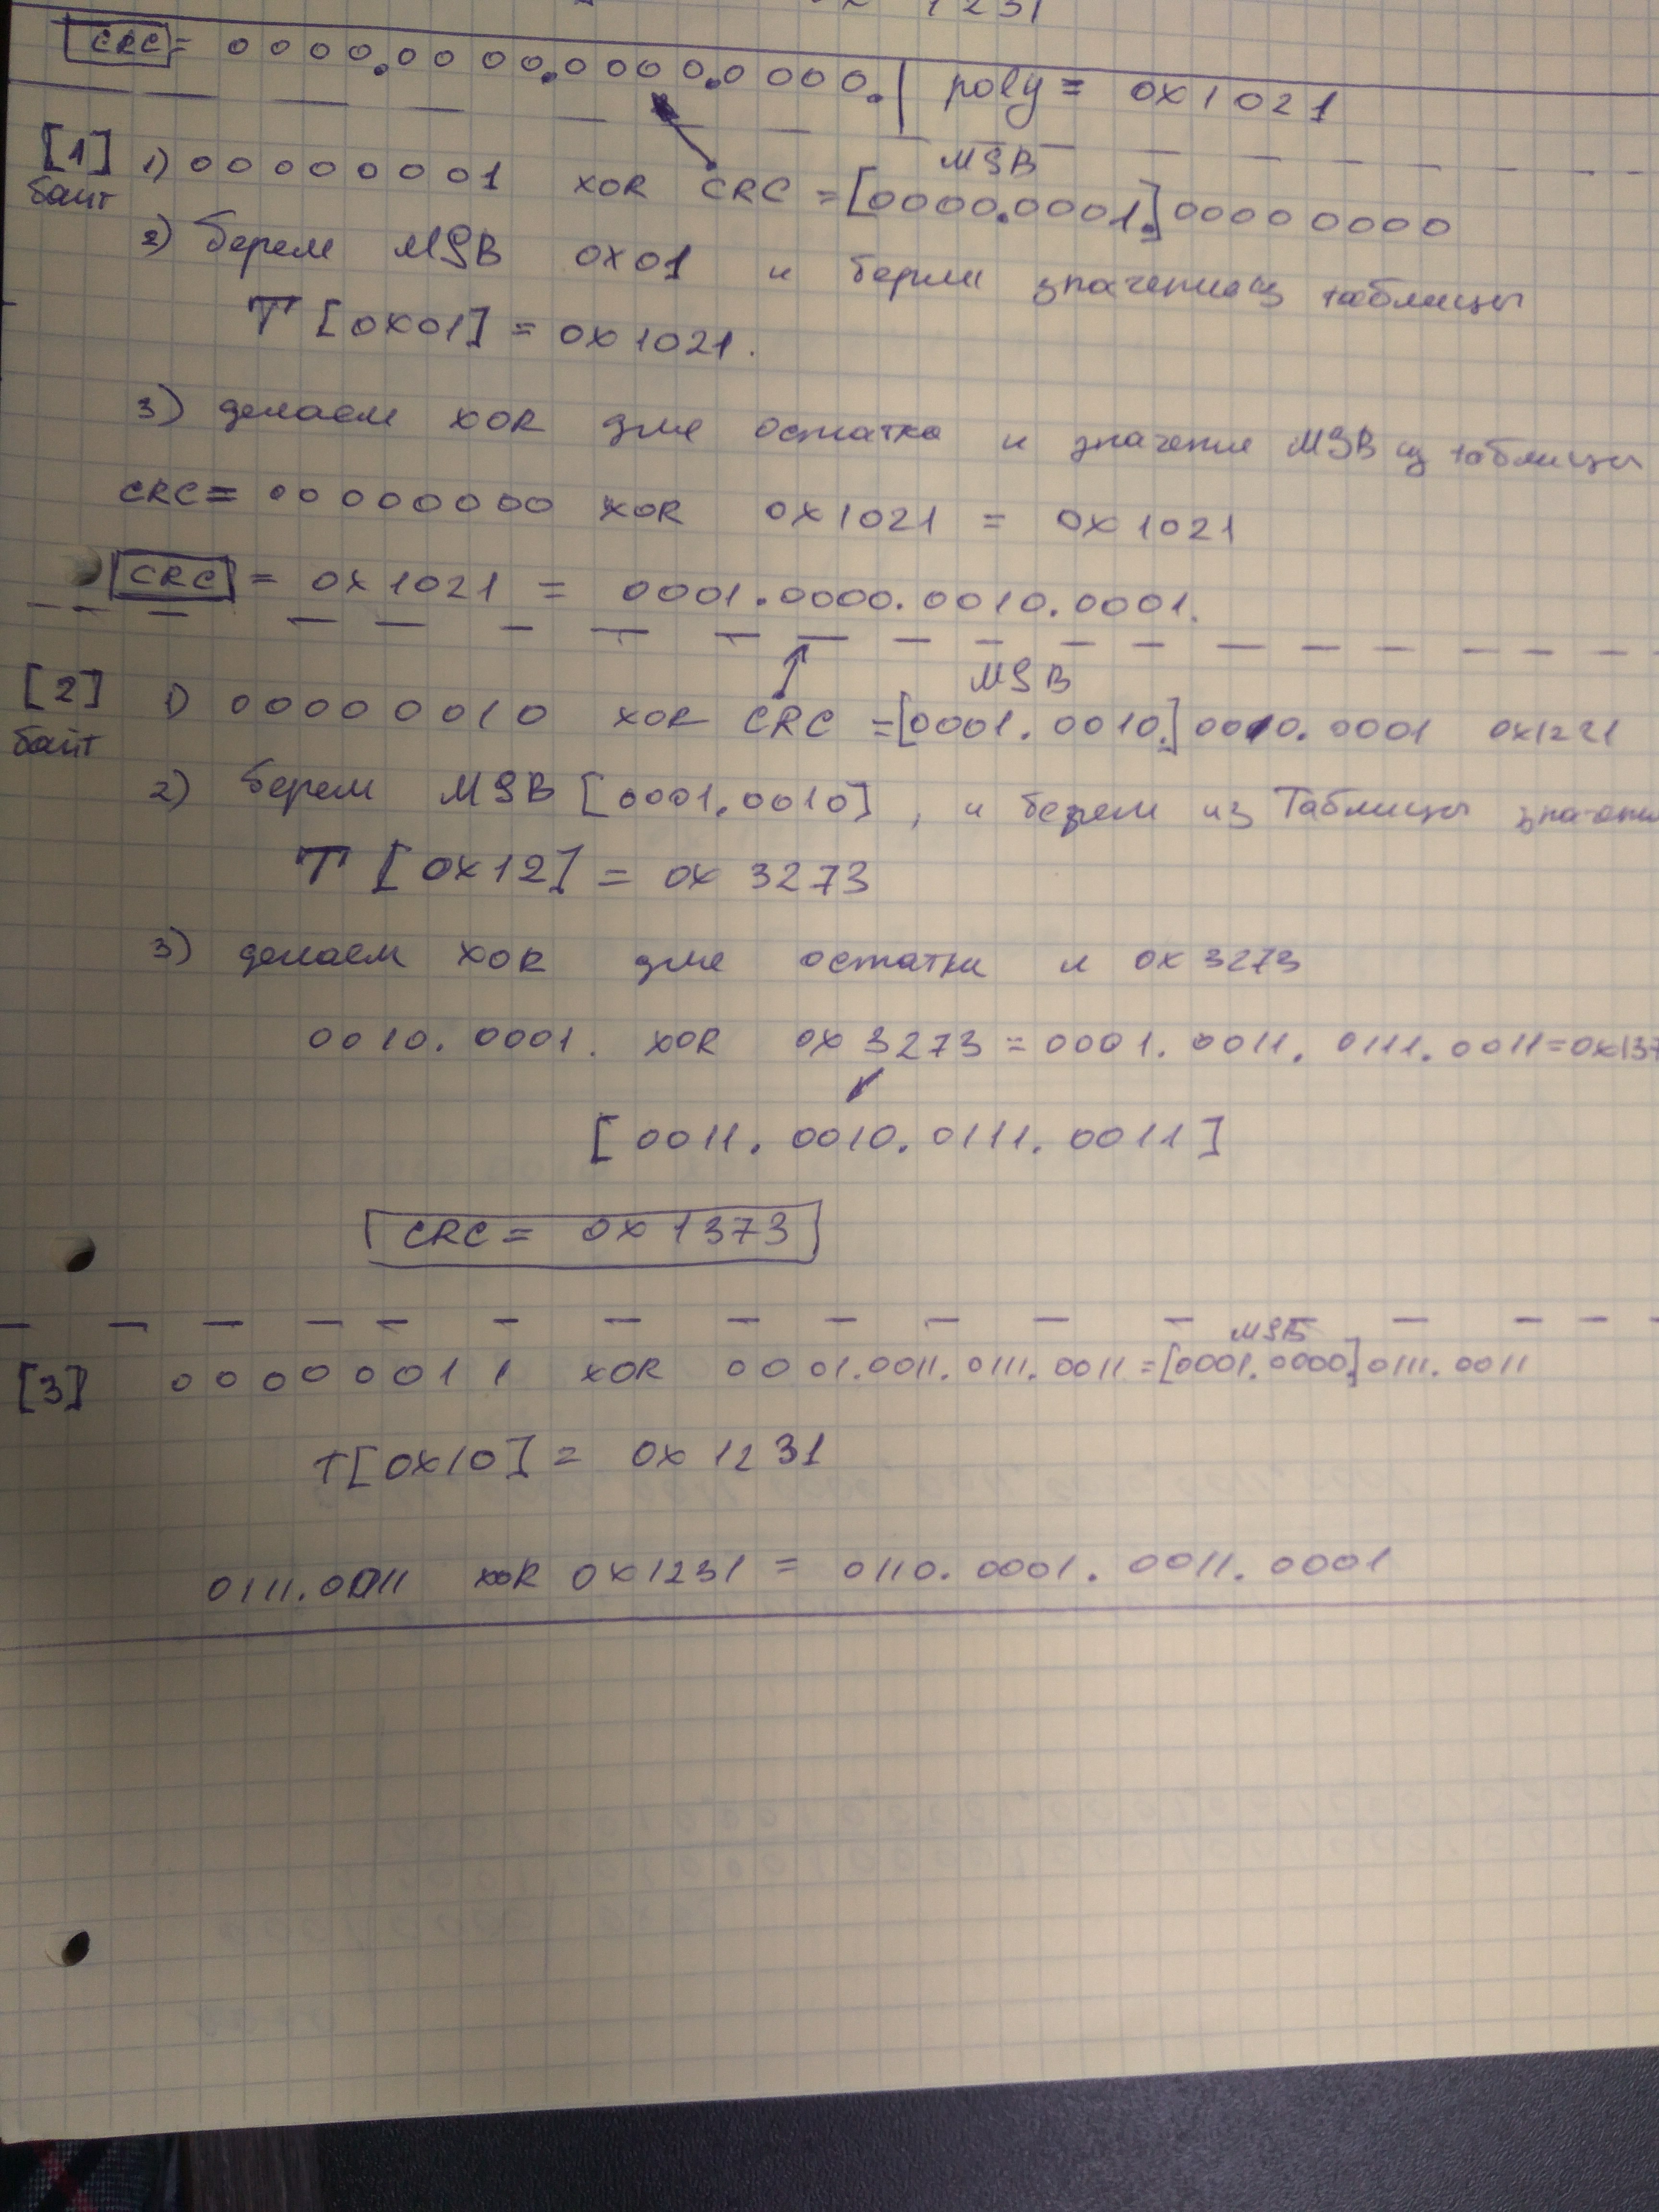 1231
CRC = 0000.0000.0000.0000. | poly = 0x1021
[1] байт
MSB
1) 00000001 XOR CRC = [0000.0001.]00000000
2) берем MSB 0x01 и берем значение из таблицы
T [0x01] = 0x1021.
3) делаем XOR для остатка и значение MSB из таблицы
CRC = 00000000 XOR 0x1021 = 0x1021
CRC = 0x1021 = 0001.0000.0010.0001.
[2] байт
MSB
1) 00000010 XOR CRC = [0001.0010.]0010.0001 0x1221
2) берем MSB [0001.0010], и берем из Таблицы
T [0x12] = 0x3273
3) делаем XOR для остатки и 0x3273
0010.0001. XOR 0x3273 = 0001.0011.0111.0011 = 0x137
[0011.0010.0111.0011]
CRC = 0x1373
MSB
[3] 00000011 XOR 0001.0011.0111.0011 = [0001.0000.]0111.0011
T[0x10] = 0x1231
0111.0011 XOR 0x1231 = 0110.0001.0011.0001